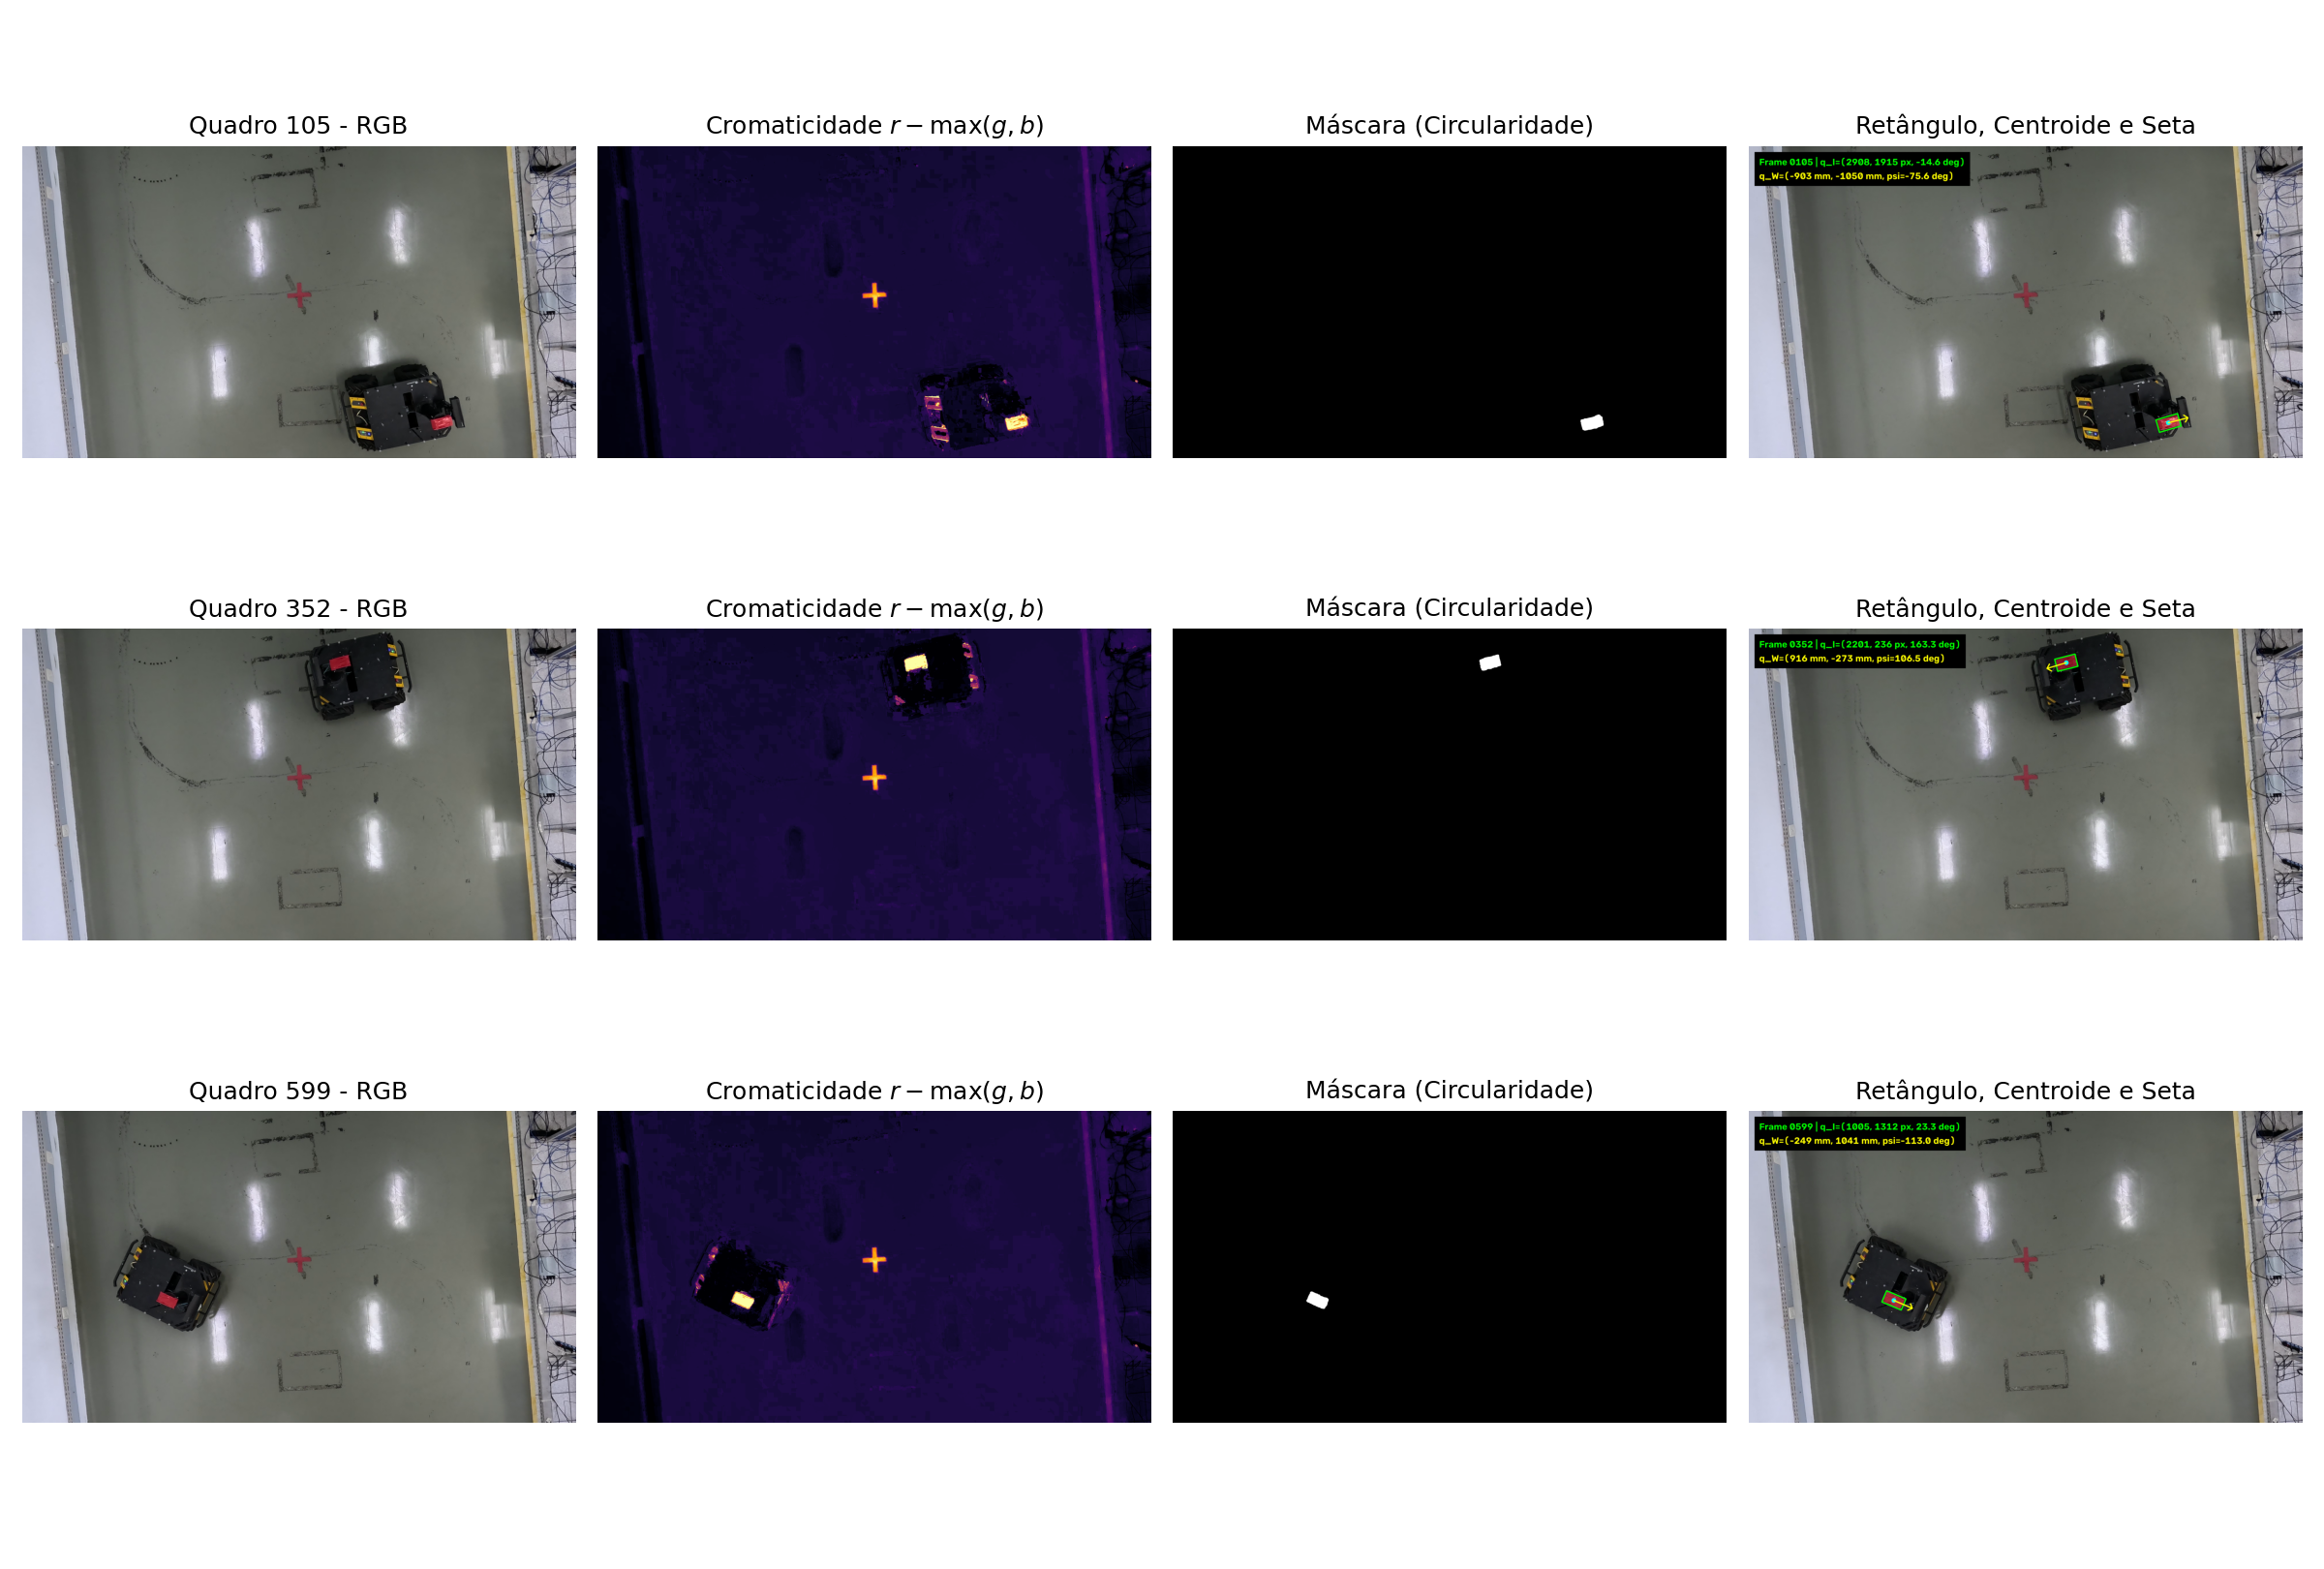 Quadro 105 - RGB
Cromaticidade r − max(g, b)
Máscara (Circularidade)
Retângulo, Centroide e Seta
Frame 0105 | q_I=(2908, 1915 px, -14.6 deg)
q_W=(-903 mm, -1050 mm, psi=-75.6 deg)
Quadro 352 - RGB
Cromaticidade r − max(g, b)
Máscara (Circularidade)
Retângulo, Centroide e Seta
Frame 0352 | q_I=(2201, 236 px, 163.3 deg)
q_W=(916 mm, -273 mm, psi=106.5 deg)
Quadro 599 - RGB
Cromaticidade r − max(g, b)
Máscara (Circularidade)
Retângulo, Centroide e Seta
Frame 0599 | q_I=(1005, 1312 px, 23.3 deg)
q_W=(-249 mm, 1041 mm, psi=-113.0 deg)